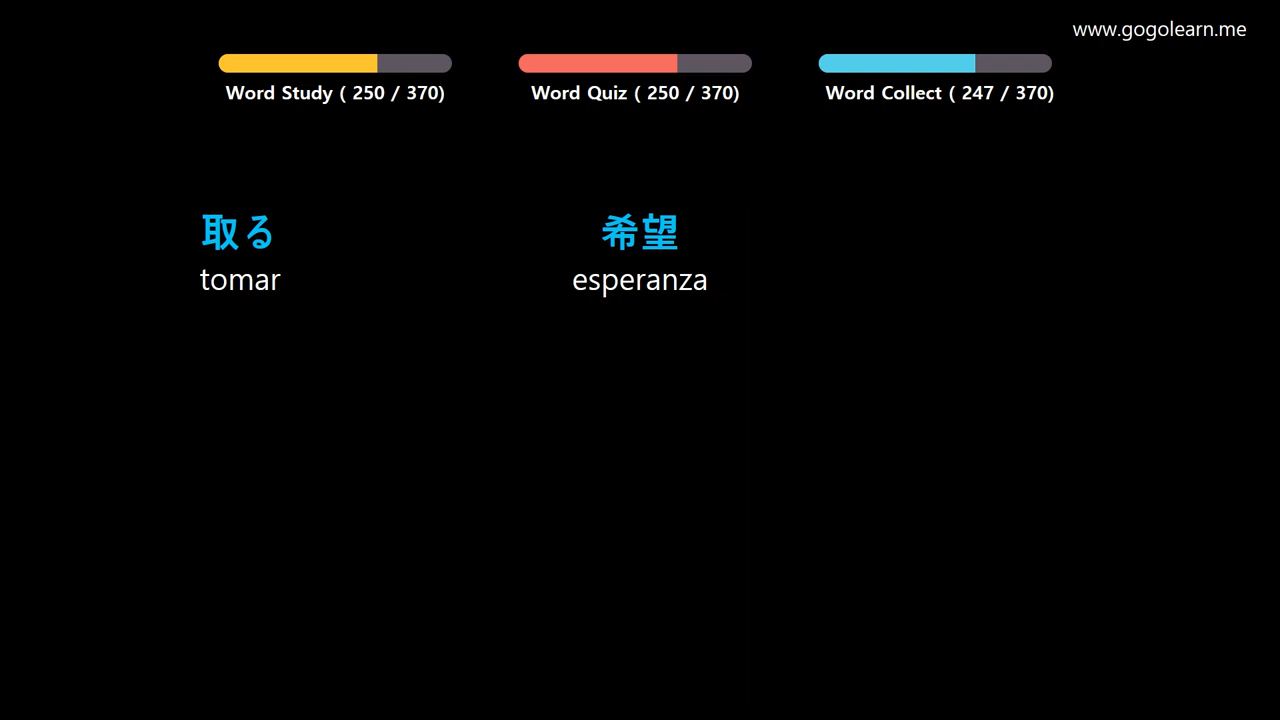 www.gogolearn.me
Word Study ( 250 / 370)
Word Quiz ( 250 / 370)
Word Collect ( 247 / 370)
取る
tomar
希望
esperanza